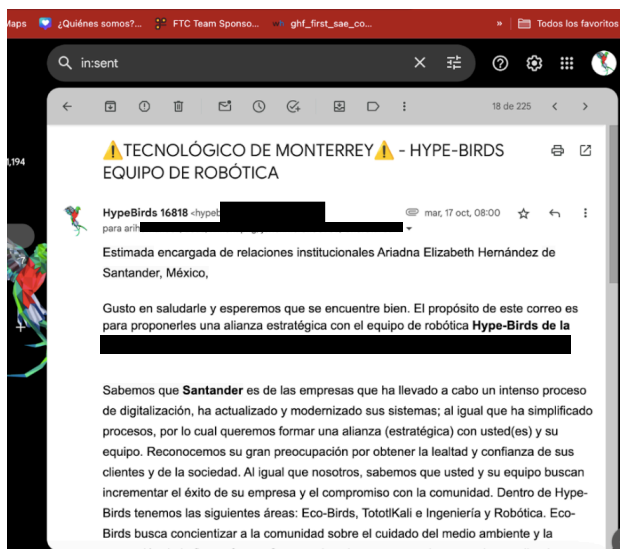 Maps ¿Quiénes somos?... FTC Team Sponso... ghf_first_sae_co... » Todos los favoritos
in:sent
18 de 225
1,194
⚠️TECNOLÓGICO DE MONTERREY⚠️ - HYPE-BIRDS
EQUIPO DE ROBÓTICA
HypeBirds 16818 <hypeb mar, 17 oct, 08:00
para arih
Estimada encargada de relaciones institucionales Ariadna Elizabeth Hernández de
Santander, México,
Gusto en saludarle y esperemos que se encuentre bien. El propósito de este correo es
para proponerles una alianza estratégica con el equipo de robótica Hype-Birds de la
Sabemos que Santander es de las empresas que ha llevado a cabo un intenso proceso
de digitalización, ha actualizado y modernizado sus sistemas; al igual que ha simplificado
procesos, por lo cual queremos formar una alianza (estratégica) con usted(es) y su
equipo. Reconocemos su gran preocupación por obtener la lealtad y confianza de sus
clientes y de la sociedad. Al igual que nosotros, sabemos que usted y su equipo buscan
incrementar el éxito de su empresa y el compromiso con la comunidad. Dentro de Hype-
Birds tenemos las siguientes áreas: Eco-Birds, TototlKali e Ingeniería y Robótica. Eco-
Birds busca concientizar a la comunidad sobre el cuidado del medio ambiente y la